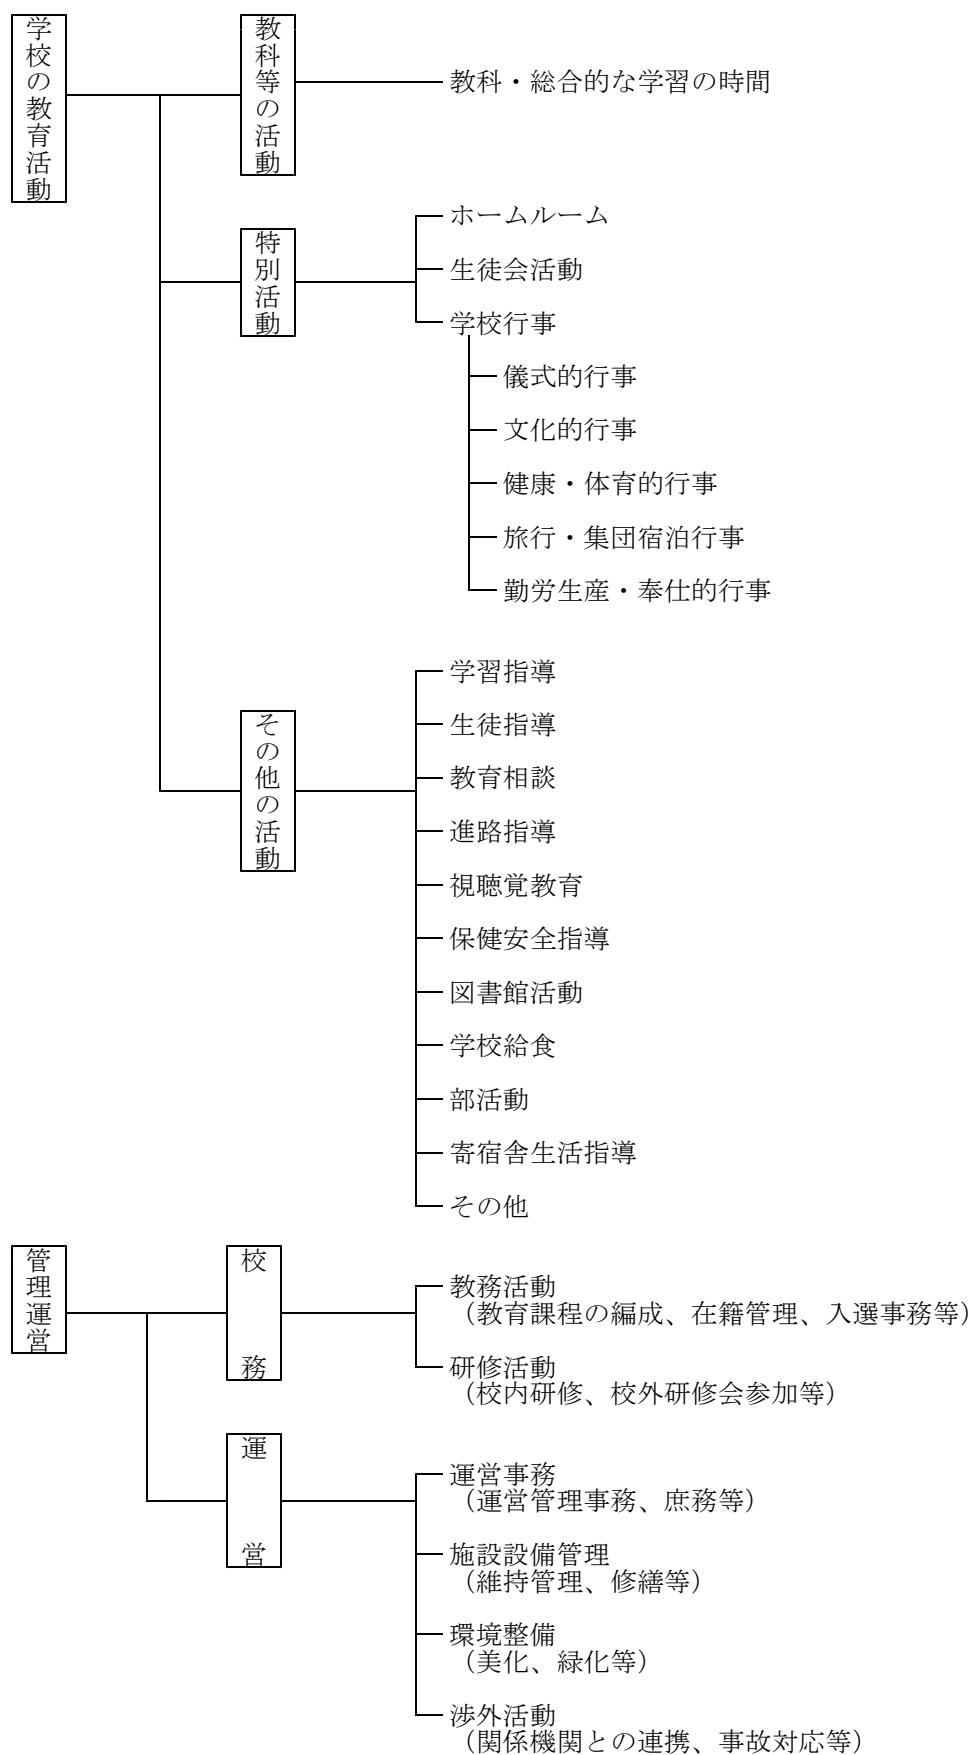 学校の教育活動
教科等の活動
教科・総合的な学習の時間
特別活動
ホームルーム
生徒会活動
学校行事
儀式的行事
文化的行事
健康・体育的行事
旅行・集団宿泊行事
勤労生産・奉仕的行事
その他の活動
学習指導
生徒指導
教育相談
進路指導
視聴覚教育
保健安全指導
図書館活動
学校給食
部活動
寄宿舎生活指導
その他
管理運営
校務
教務活動
（教育課程の編成、在籍管理、入選事務等）
研修活動
（校内研修、校外研修会参加等）
運営
運営事務
（運営管理事務、庶務等）
施設設備管理
（維持管理、修繕等）
環境整備
（美化、緑化等）
渉外活動
（関係機関との連携、事故対応等）